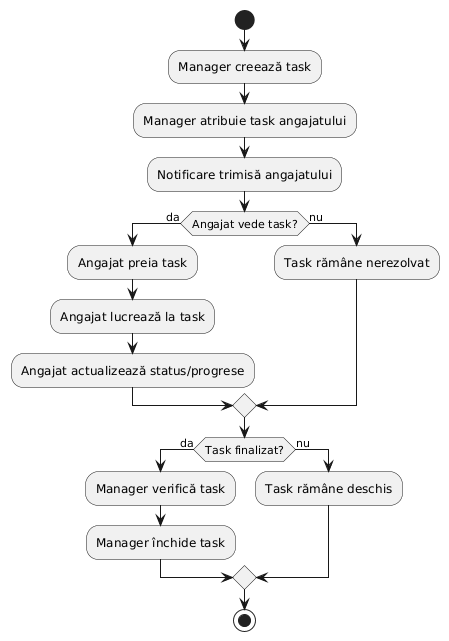 Manager creează task
Manager atribuie task angajatului
Notificare trimisă angajatului
da
Angajat vede task?
nu
Angajat preia task
Task rămâne nerezolvat
Angajat lucrează la task
Angajat actualizează status/progrese
da
Task finalizat?
nu
Manager verifică task
Task rămâne deschis
Manager închide task